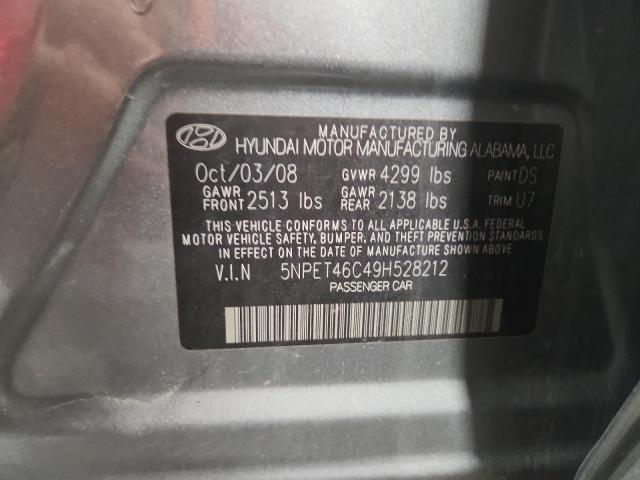 MANUFACTURED BY
HYUNDAI MOTOR MANUFACTURING ALABAMA, LLC
Oct/03/08 GVWR 4299 lbs PAINT DS
GAWR FRONT 2513 lbs GAWR REAR 2138 lbs TRIM U7
THIS VEHICLE CONFORMS TO ALL APPLICABLE U.S.A. FEDERAL
MOTOR VEHICLE SAFETY, BUMPER, AND THEFT PREVENTION STANDARDS
IN EFFECT ON THE DATE OF MANUFACTURE SHOWN ABOVE
V.I.N 5NPET46C49H528212
PASSENGER CAR